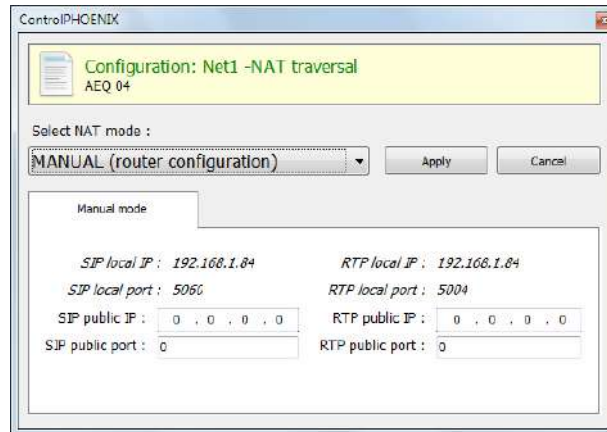 ControlPHOENIX
Configuration: Net1 -NAT traversal
AEQ 04
Select NAT mode :
MANUAL (router configuration) Apply Cancel
Manual mode
SIP local IP : 192.168.1.84 RTP local IP : 192.168.1.84
SIP local port : 5060 RTP local port : 5004
SIP public IP : 0 . 0 . 0 . 0 RTP public IP : 0 . 0 . 0 . 0
SIP public port : 0 RTP public port : 0